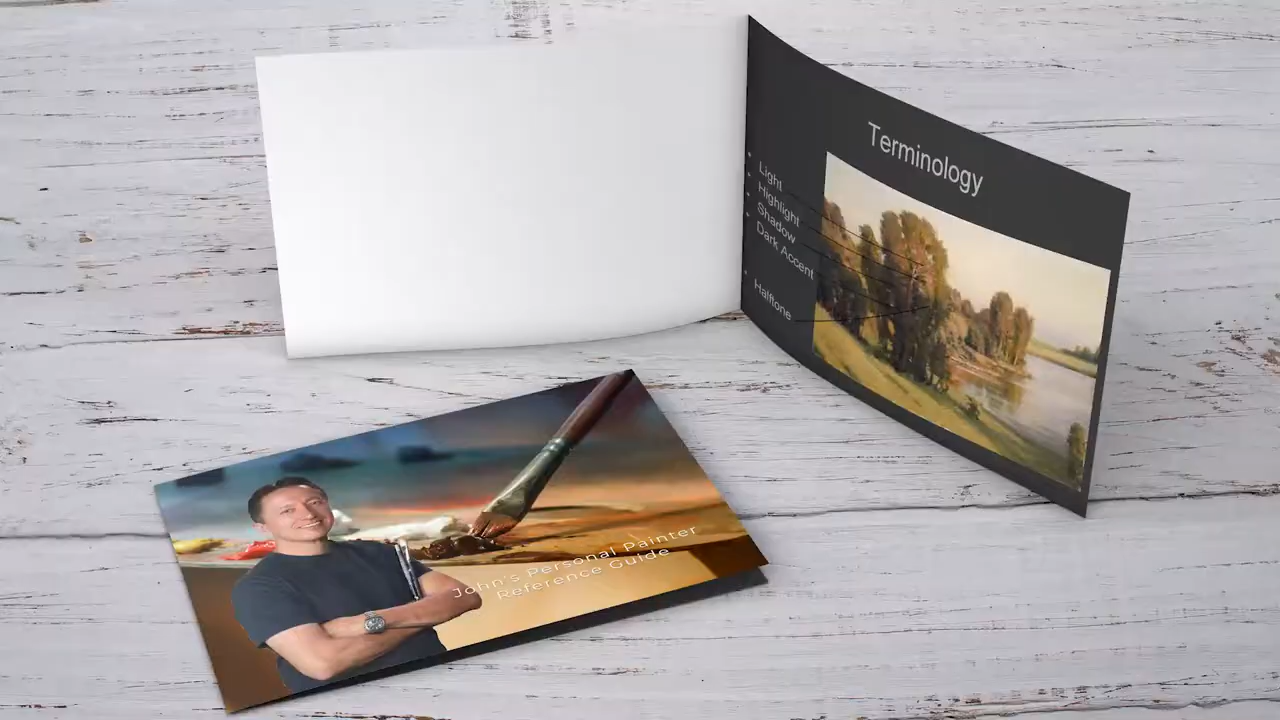 Terminology
Light
Highlight
Shadow
Dark Accent
Halftone
John's Personal Painter
Reference Guide